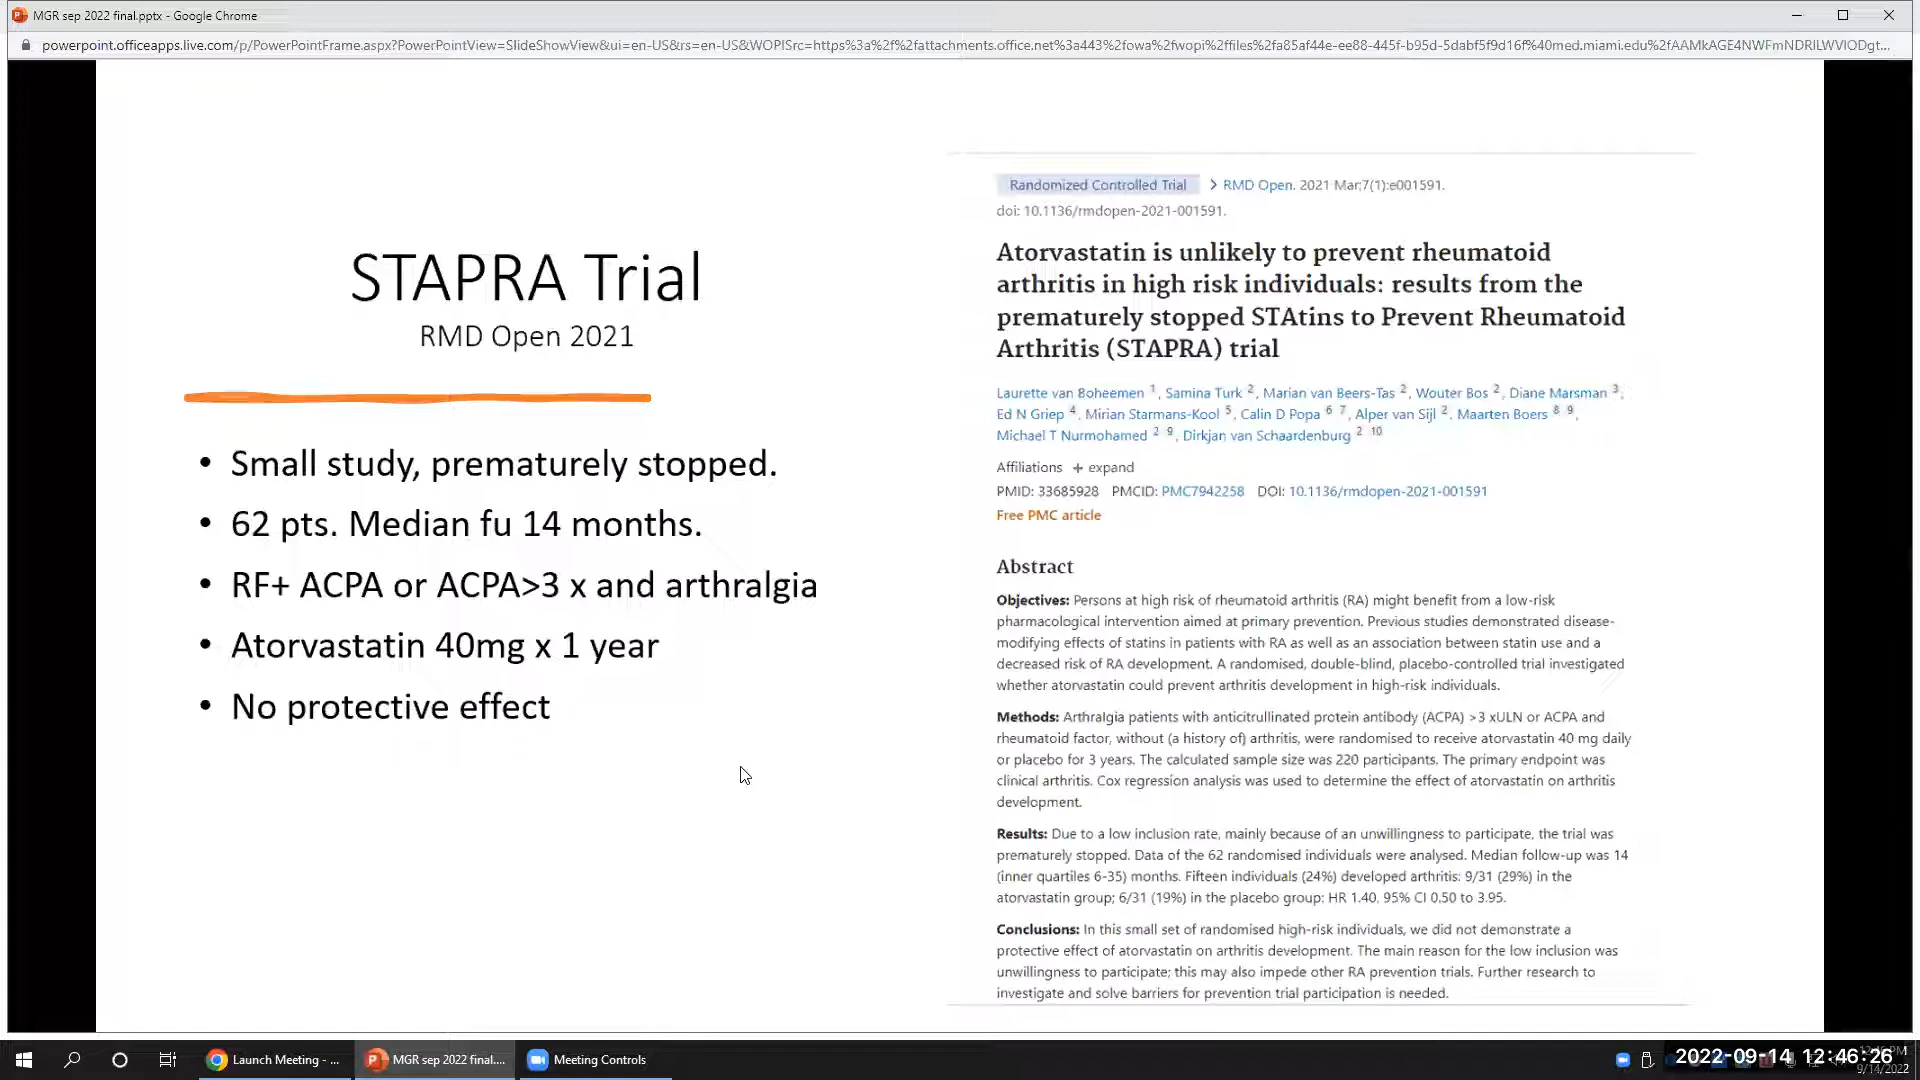 MGR sep 2022 final.pptx - Google Chrome
powerpoint.officeapps.live.com/p/PowerPointFrame.aspx?PowerPointView=SlideShowView&ui=en-US&rs=en-US&WOPISrc=https%3a%2f%2fattachments.office.net%3a443%2fowa%2fwopi%2ffiles%2fa85af44e-ee88-445f-b95d-5dabf5f9d16f%40med.miami.edu%2fAAMkAGE4NWFmNDRlLWVlODgt...
STAPRA Trial
RMD Open 2021
• Small study, prematurely stopped.
• 62 pts. Median fu 14 months.
• RF+ ACPA or ACPA>3 x and arthralgia
• Atorvastatin 40mg x 1 year
• No protective effect
Randomized Controlled Trial > RMD Open. 2021 Mar;7(1):e001591.
doi: 10.1136/rmdopen-2021-001591.
Atorvastatin is unlikely to prevent rheumatoid
arthritis in high risk individuals: results from the
prematurely stopped STAtins to Prevent Rheumatoid
Arthritis (STAPRA) trial
Laurette van Boheemen 1, Samina Turk 2, Marian van Beers-Tas 2, Wouter Bos 2, Diane Marsman 3,
Ed N Griep 4, Mirian Starmans-Kool 5, Calin D Popa 6 7, Alper van Sijl 2, Maarten Boers 8 9,
Michael T Nurmohamed 2 9, Dirkjan van Schaardenburg 2 10
Affiliations + expand
PMID: 33685928 PMCID: PMC7942258 DOI: 10.1136/rmdopen-2021-001591
Free PMC article
Abstract
Objectives: Persons at high risk of rheumatoid arthritis (RA) might benefit from a low-risk
pharmacological intervention aimed at primary prevention. Previous studies demonstrated disease-
modifying effects of statins in patients with RA as well as an association between statin use and a
decreased risk of RA development. A randomised, double-blind, placebo-controlled trial investigated
whether atorvastatin could prevent arthritis development in high-risk individuals.
Methods: Arthralgia patients with anticitrullinated protein antibody (ACPA) >3 xULN or ACPA and
rheumatoid factor, without (a history of) arthritis, were randomised to receive atorvastatin 40 mg daily
or placebo for 3 years. The calculated sample size was 220 participants. The primary endpoint was
clinical arthritis. Cox regression analysis was used to determine the effect of atorvastatin on arthritis
development.
Results: Due to a low inclusion rate, mainly because of an unwillingness to participate, the trial was
prematurely stopped. Data of the 62 randomised individuals were analysed. Median follow-up was 14
(inner quartiles 6-35) months. Fifteen individuals (24%) developed arthritis: 9/31 (29%) in the
atorvastatin group; 6/31 (19%) in the placebo group: HR 1.40, 95% CI 0.50 to 3.95.
Conclusions: In this small set of randomised high-risk individuals, we did not demonstrate a
protective effect of atorvastatin on arthritis development. The main reason for the low inclusion was
unwillingness to participate; this may also impede other RA prevention trials. Further research to
investigate and solve barriers for prevention trial participation is needed.
Launch Meeting - ...
MGR sep 2022 final....
Meeting Controls
2022-09-14 12:46:26
9/14/2022